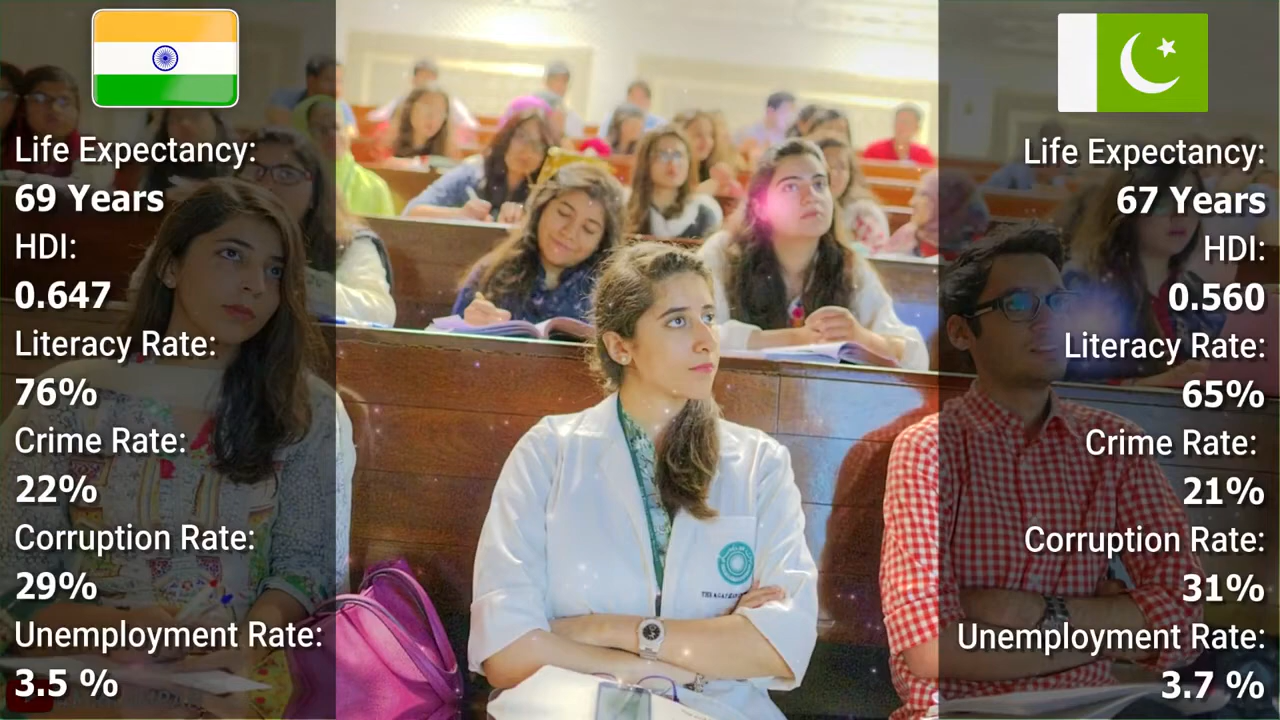 Life Expectancy:
69 Years
HDI:
0.647
Literacy Rate:
76%
Crime Rate:
22%
Corruption Rate:
29%
Unemployment Rate:
3.5 %
Life Expectancy:
67 Years
HDI:
0.560
Literacy Rate:
65%
Crime Rate:
21%
Corruption Rate:
31%
Unemployment Rate:
3.7 %